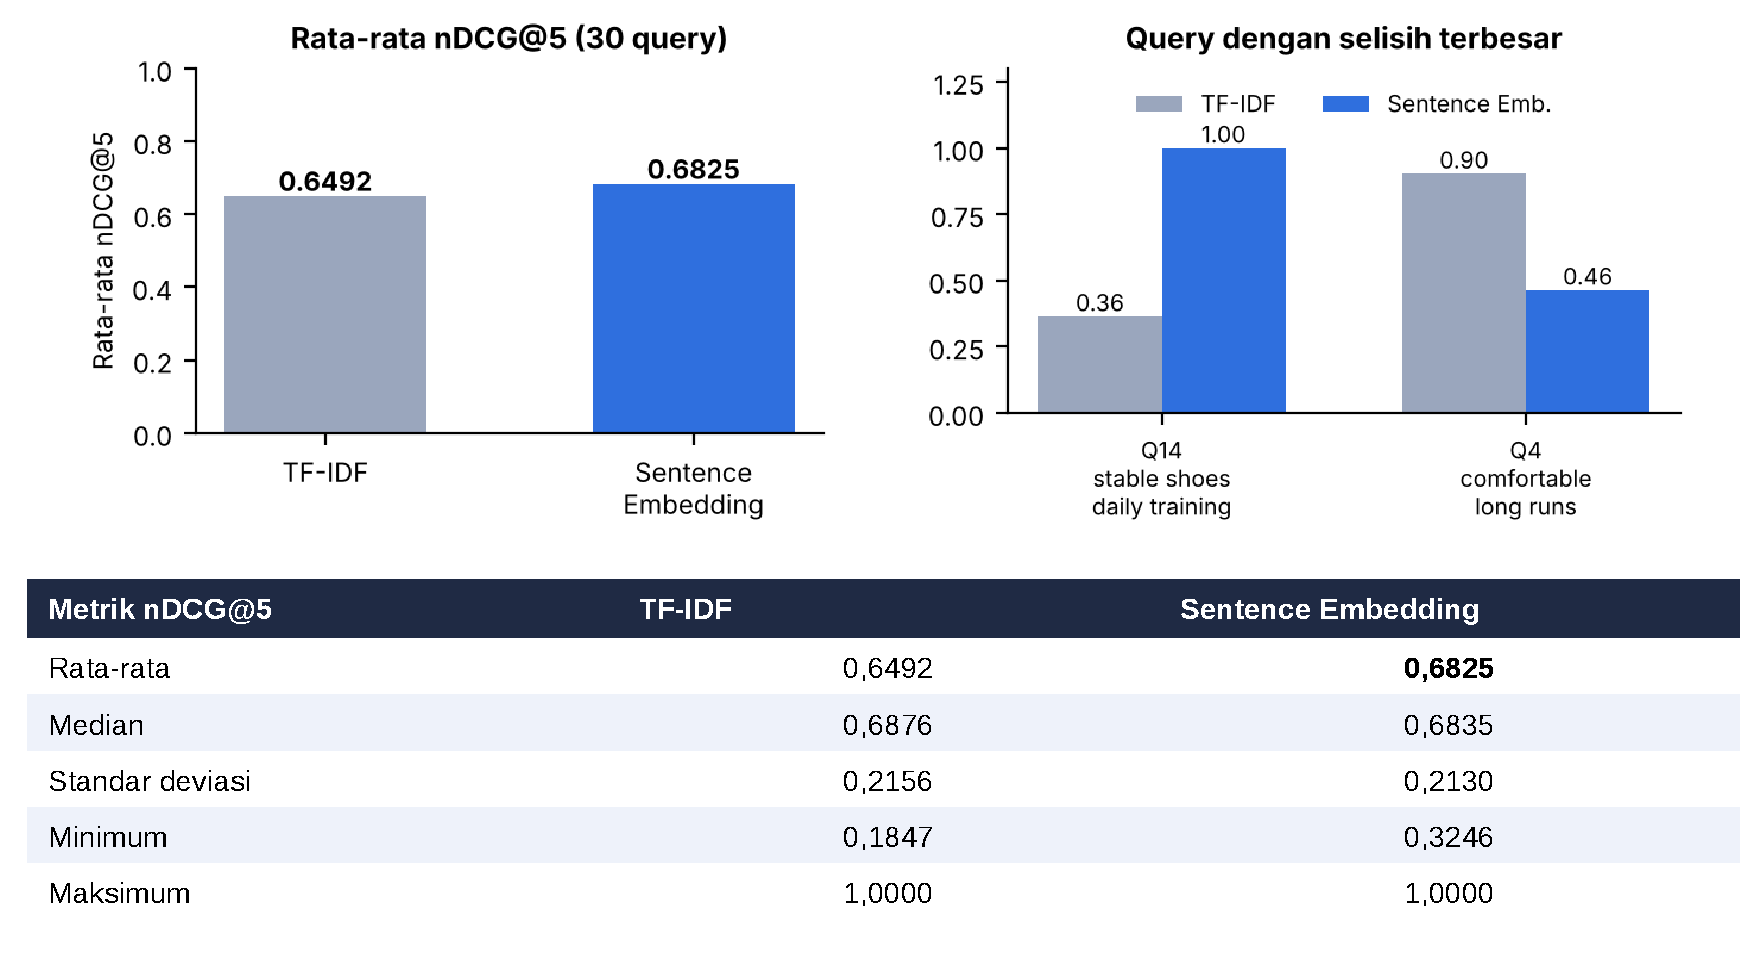 Rata-rata nDCG@5 (30 query)
Rata-rata nDCG@5
1.0
0.8
0.6
0.4
0.2
0.0
0.6492
0.6825
TF-IDF
Sentence
Embedding
Query dengan selisih terbesar
1.25
1.00
0.75
0.50
0.25
0.00
TF-IDF
Sentence Emb.
0.36
1.00
0.90
0.46
Q14
stable shoes
daily training
Q4
comfortable
long runs
Metrik nDCG@5 TF-IDF Sentence Embedding
Rata-rata 0,6492 0,6825
Median 0,6876 0,6835
Standar deviasi 0,2156 0,2130
Minimum 0,1847 0,3246
Maksimum 1,0000 1,0000